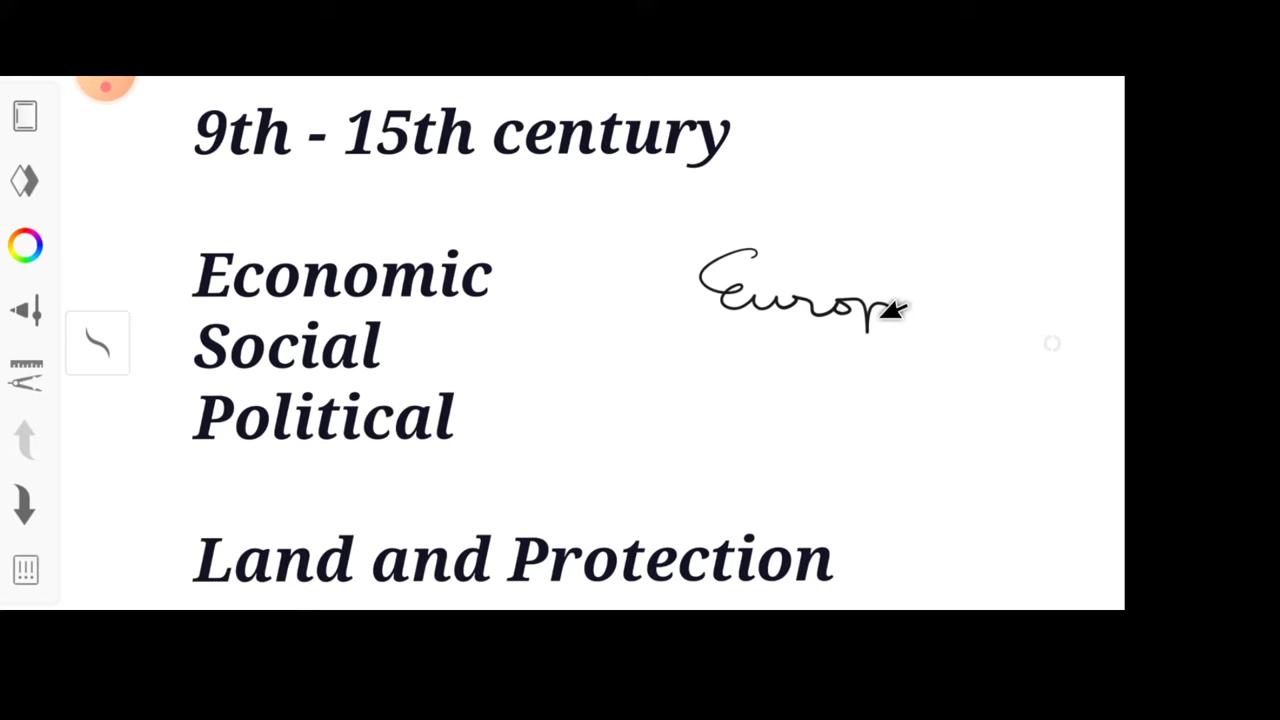 9th - 15th century
Economic
Europ
Social
Political
Land and Protection